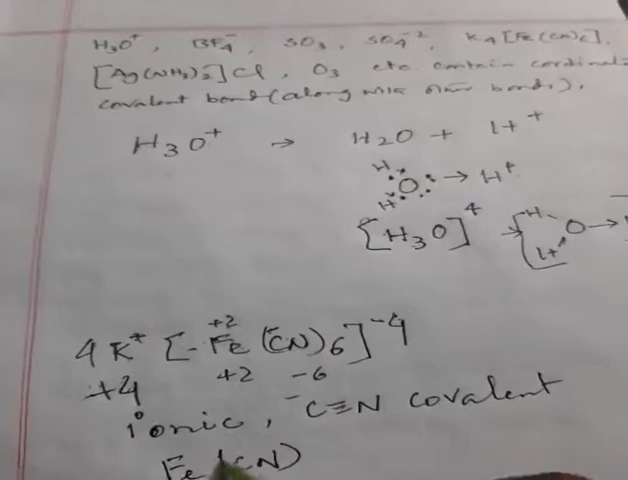 H3O+, BF4-, SO3, SO4-2, K4[Fe(CN)6],
[Ag(NH3)2]Cl, O3 etc contain
covalent bond (along with other bonds).
H3O+ → H2O + H+
H
O → H+
H
[H3O]+ → [H- O →
H
+2
4K+ [Fe(CN)6]-4
+4 +2 -6
ionic, -C≡N covalent
Fe(CN)